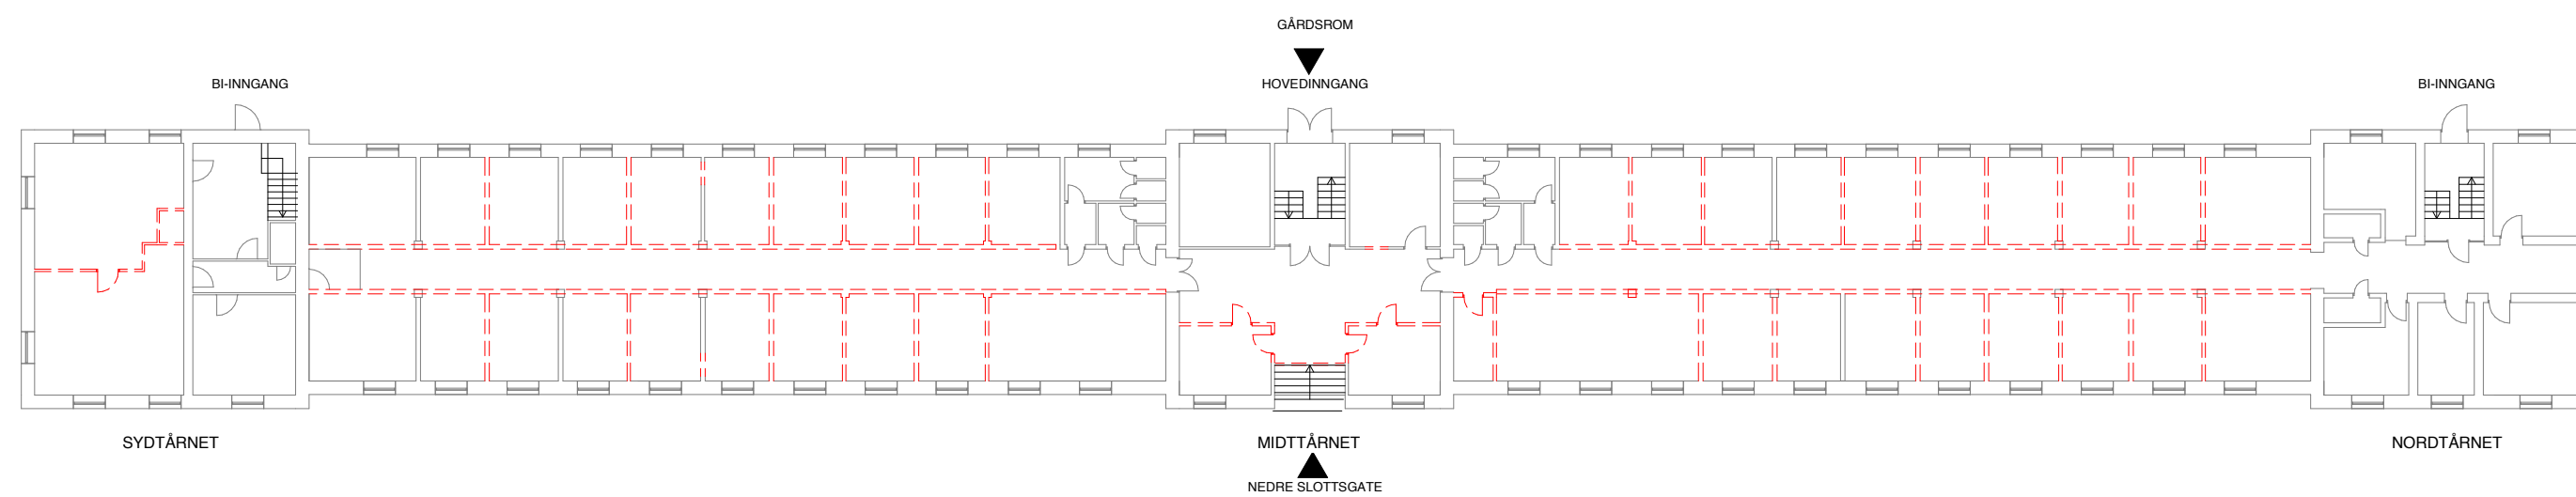 GÅRDSROM
BI-INNGANG
HOVEDINNGANG
BI-INNGANG
SYDTÅRNET
MIDTTÅRNET
NORDTÅRNET
NEDRE SLOTTSGATE